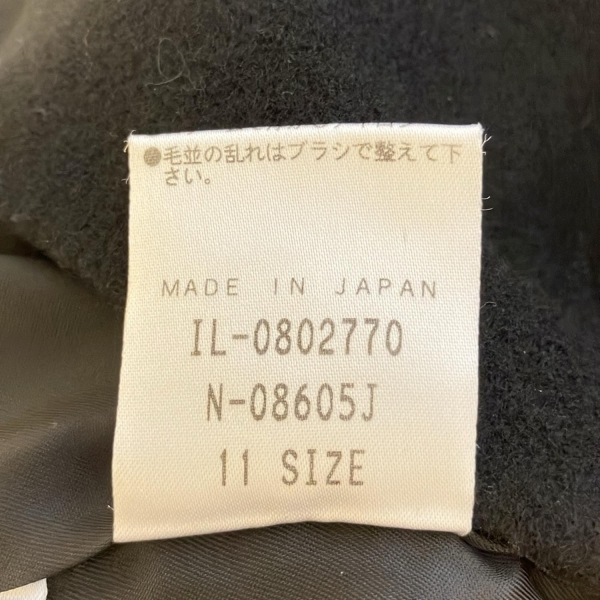 ●毛並の乱れはブラシで整えて下
さい。
MADE IN JAPAN
IL-0802770
N-08605J
11 SIZE